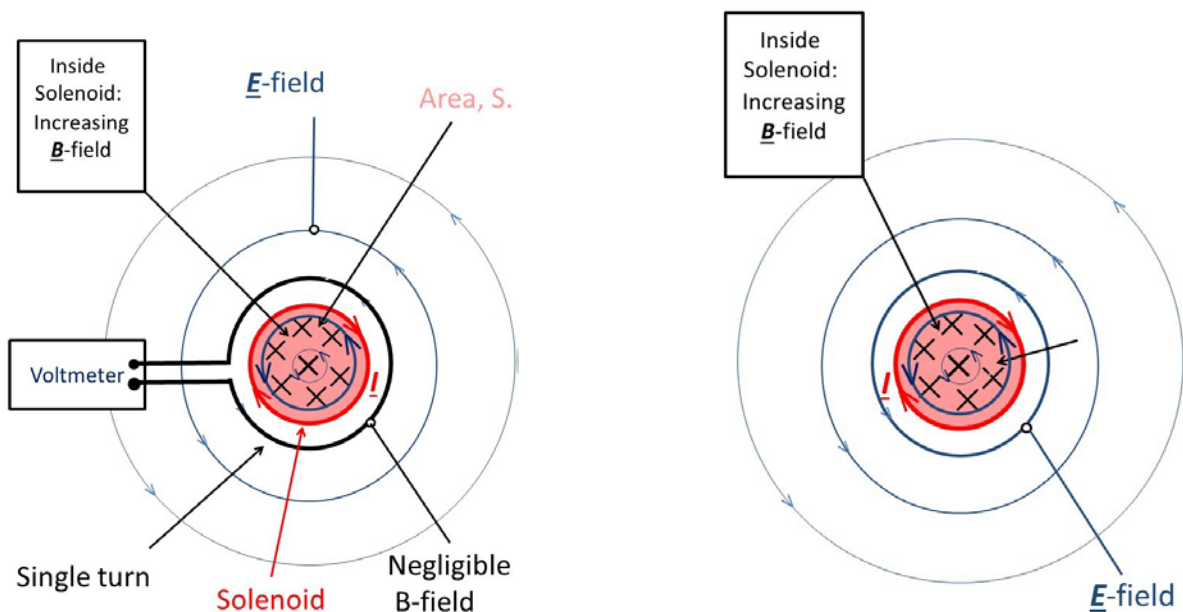 Inside
Solenoid:
Increasing
B-field
E-field
Area, S.
Voltmeter
I
Single turn
Solenoid
Negligible
B-field
Inside
Solenoid:
Increasing
B-field
I
E-field